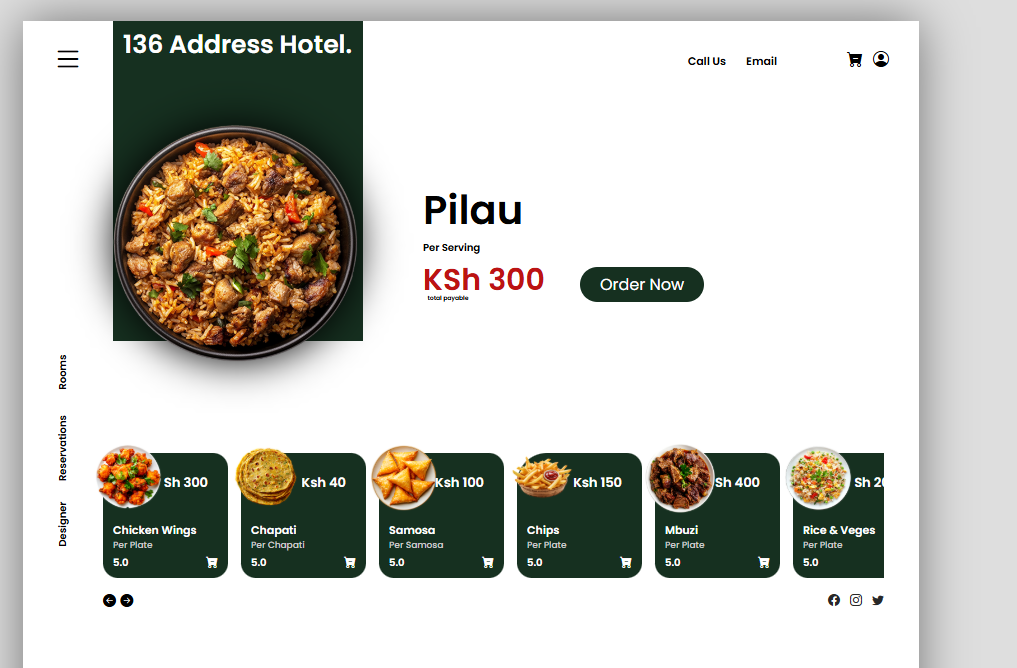 136 Address Hotel.
Call Us
Email
Pilau
Per Serving
KSh 300
total payable
Order Now
Rooms
Reservations
Designer
Sh 300
Chicken Wings
Per Plate
5.0
Ksh 40
Chapati
Per Chapati
5.0
Ksh 100
Samosa
Per Samosa
5.0
Ksh 150
Chips
Per Plate
5.0
Sh 400
Mbuzi
Per Plate
5.0
Sh 20
Rice & Veges
Per Plate
5.0